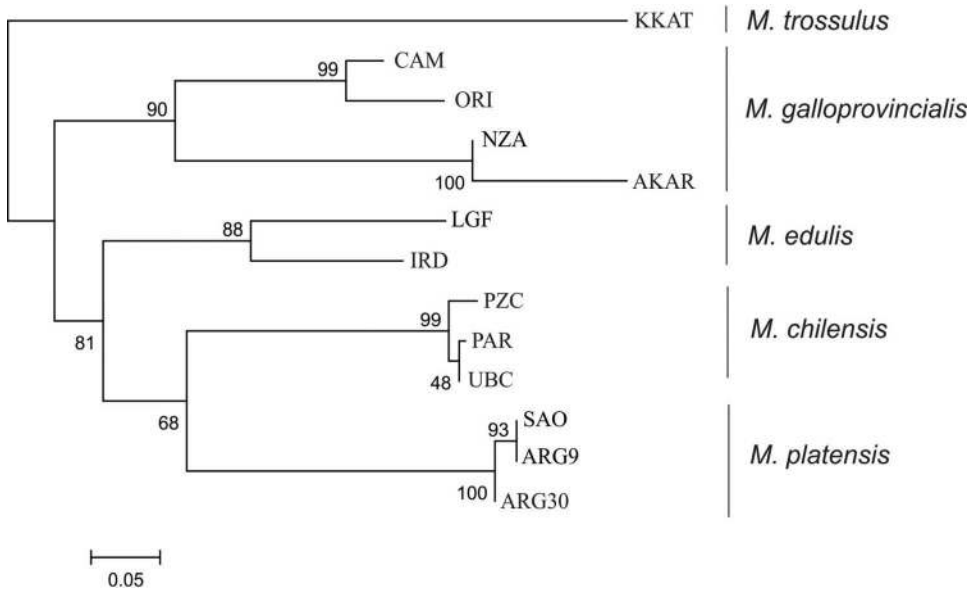 KKAT
M. trossulus
CAM
99
ORI
90
M. galloprovincialis
NZA
100
AKAR
LGF
88
M. edulis
IRD
PZC
99
M. chilensis
PAR
81
48
UBC
68
SAO
93
M. platensis
ARG9
100
ARG30
0.05